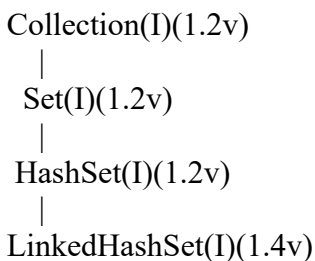 Collection(I)(1.2v)
|
Set(I)(1.2v)
|
HashSet(I)(1.2v)
|
LinkedHashSet(I)(1.4v)